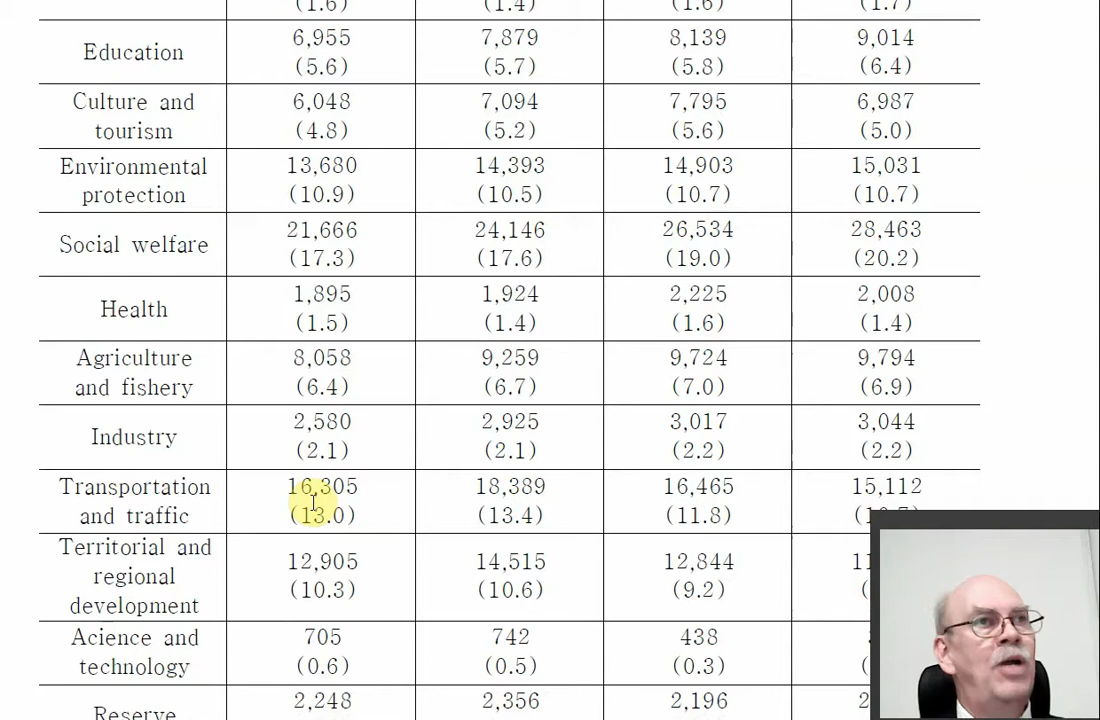 (1.6) (1.4) (1.6) (1.7)
Education 6,955 7,879 8,139 9,014
(5.6) (5.7) (5.8) (6.4)
Culture and 6,048 7,094 7,795 6,987
tourism (4.8) (5.2) (5.6) (5.0)
Environmental 13,680 14,393 14,903 15,031
protection (10.9) (10.5) (10.7) (10.7)
Social welfare 21,666 24,146 26,534 28,463
(17.3) (17.6) (19.0) (20.2)
Health 1,895 1,924 2,225 2,008
(1.5) (1.4) (1.6) (1.4)
Agriculture 8,058 9,259 9,724 9,794
and fishery (6.4) (6.7) (7.0) (6.9)
Industry 2,580 2,925 3,017 3,044
(2.1) (2.1) (2.2) (2.2)
Transportation 16,305 18,389 16,465 15,112
and traffic (13.0) (13.4) (11.8)
Territorial and
regional 12,905 14,515 12,844
development (10.3) (10.6) (9.2)
Acience and 705 742 438
technology (0.6) (0.5) (0.3)
Reserve 2,248 2,356 2,196